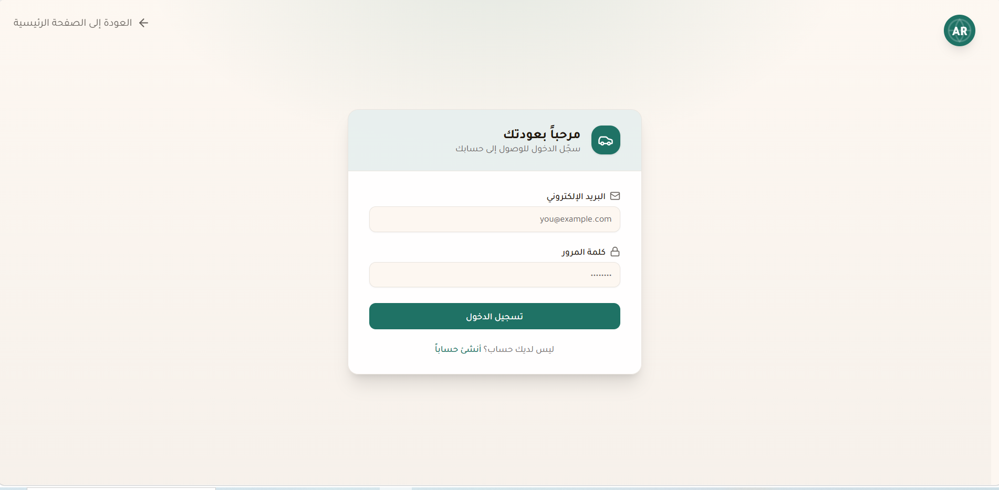 AR
العودة إلى الصفحة الرئيسية
مرحباً بعودتك
سجّل الدخول للوصول إلى حسابك
البريد الإلكتروني
you@example.com
كلمة المرور
••••••••
تسجيل الدخول
ليس لديك حساب؟ أنشئ حساباً